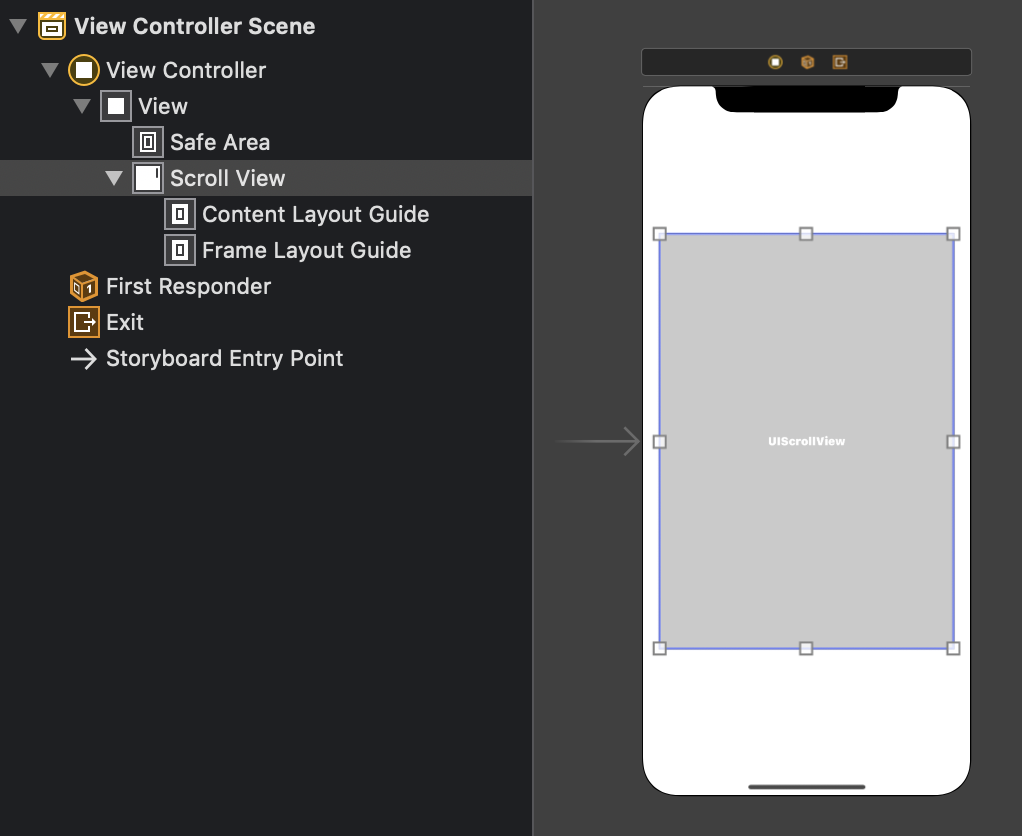 View Controller Scene
View Controller
View
Safe Area
Scroll View
Content Layout Guide
Frame Layout Guide
First Responder
Exit
Storyboard Entry Point
UIScrollView